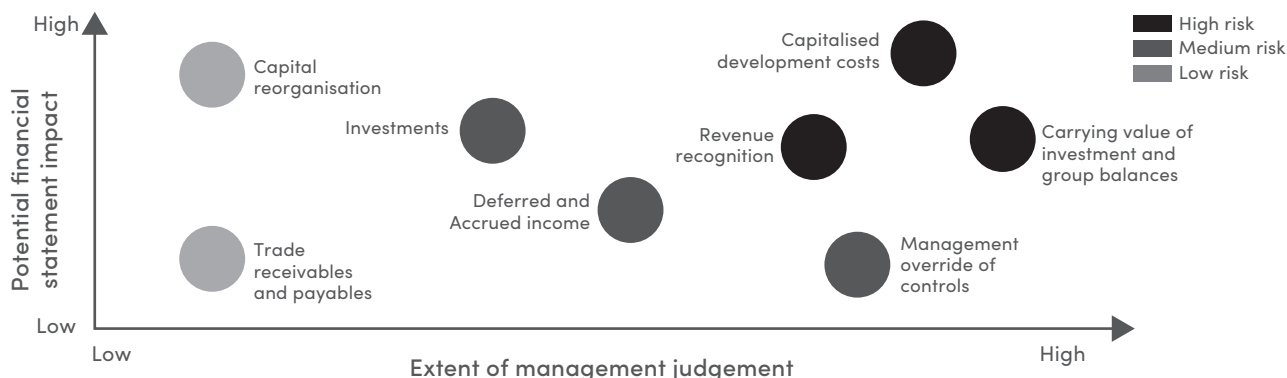 High
High risk
Medium risk
Low risk
Capitalised
development costs
Capital
reorganisation
Investments
Revenue
recognition
Carrying value of
investment and
group balances
Deferred and
Accrued income
Trade
receivables
and payables
Management
override of
controls
Potential financial
statement impact
Low
Low
High
Extent of management judgement